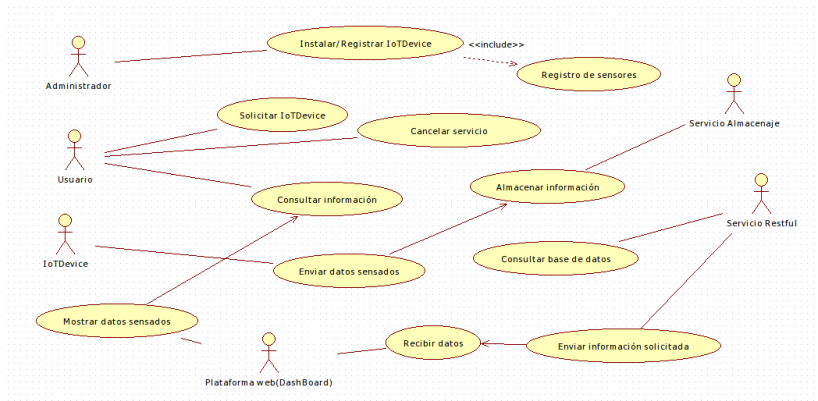 Instalar/Registrar IoTDevice
<<include>>
Registro de sensores
Administrador
Solicitar IoTDevice
Cancelar servicio
Servicio Almacenaje
Usuario
Consultar información
Almacenar información
Servicio Restful
IoTDevice
Enviar datos sensados
Consultar base de datos
Mostrar datos sensados
Recibir datos
Enviar información solicitada
Plataforma web(DashBoard)